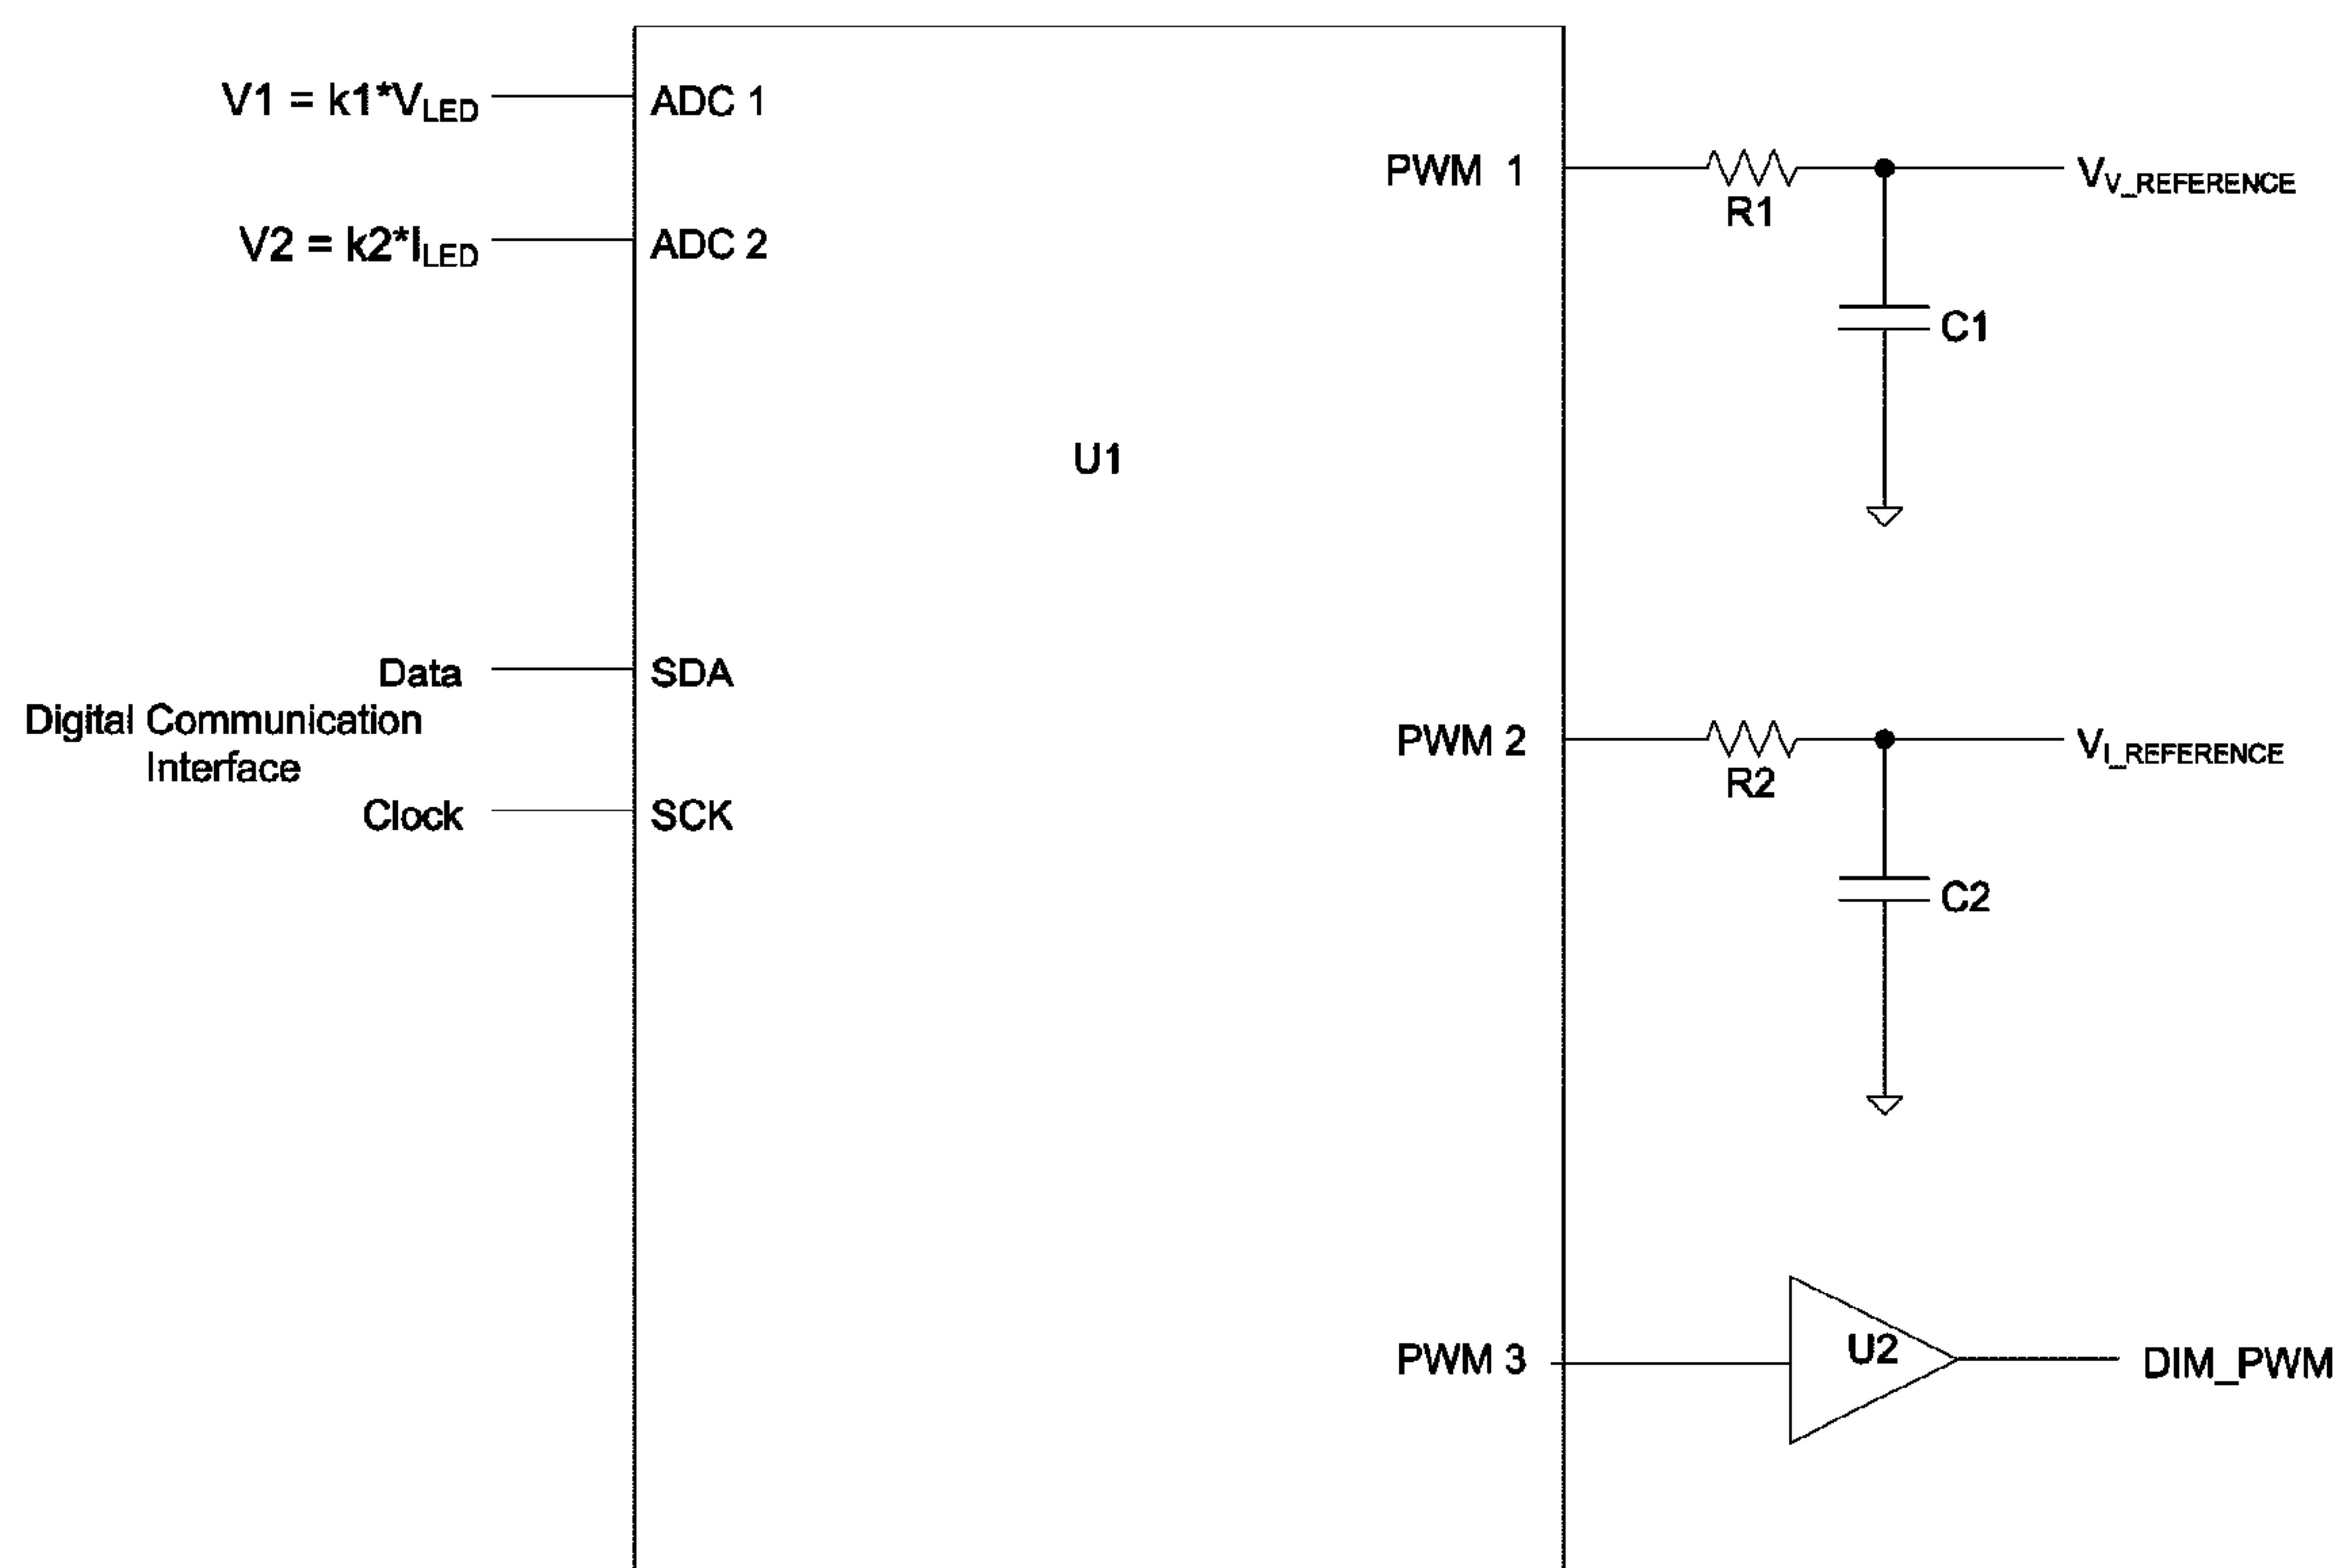 V1 = k1*VLED
ADC 1
PWM 1
R1
VV_REFERENCE
V2 = k2*ILED
ADC 2
C1
U1
Data
SDA
Digital Communication
Interface
PWM 2
R2
VI_REFERENCE
Clock
SCK
C2
PWM 3
U2
DIM_PWM